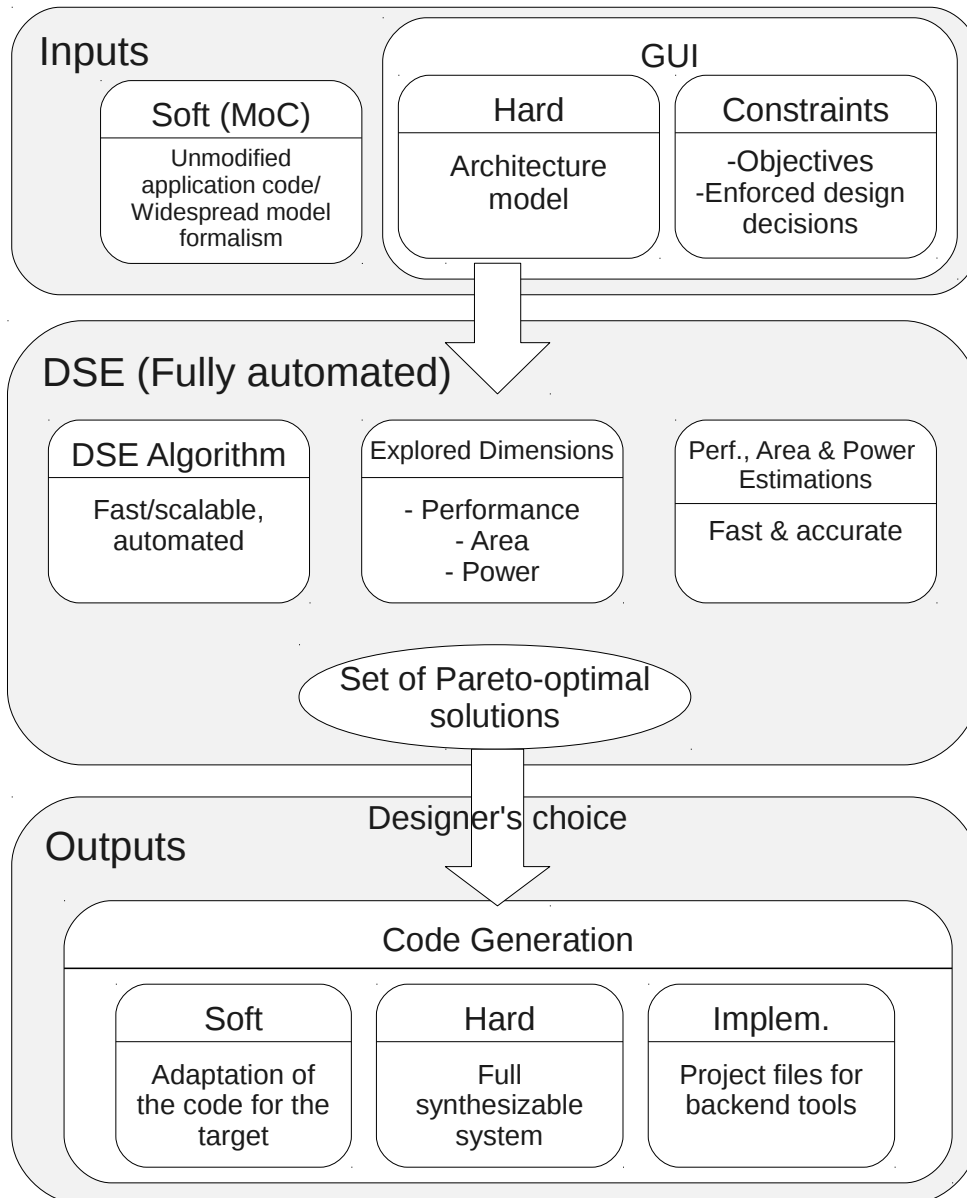 Inputs
GUI
Soft (MoC)
Unmodified
application code/
Widespread model
formalism
Hard
Architecture
model
Constraints
-Objectives
-Enforced design
decisions
DSE (Fully automated)
DSE Algorithm
Fast/scalable,
automated
Explored Dimensions
- Performance
- Area
- Power
Perf., Area & Power
Estimations
Fast & accurate
Set of Pareto-optimal
solutions
Designer's choice
Outputs
Code Generation
Soft
Adaptation of
the code for the
target
Hard
Full
synthesizable
system
Implem.
Project files for
backend tools